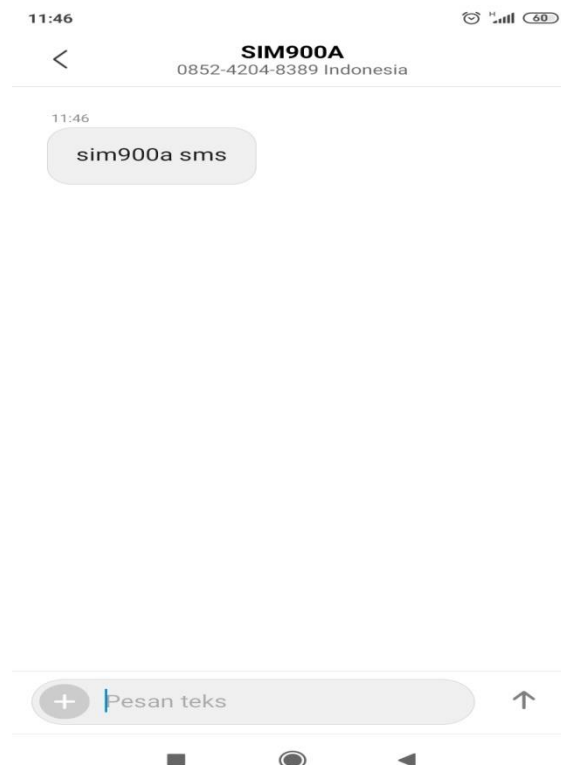 11:46
H
60
SIM900A
0852-4204-8389 Indonesia
11:46
sim900a sms
Pesan teks